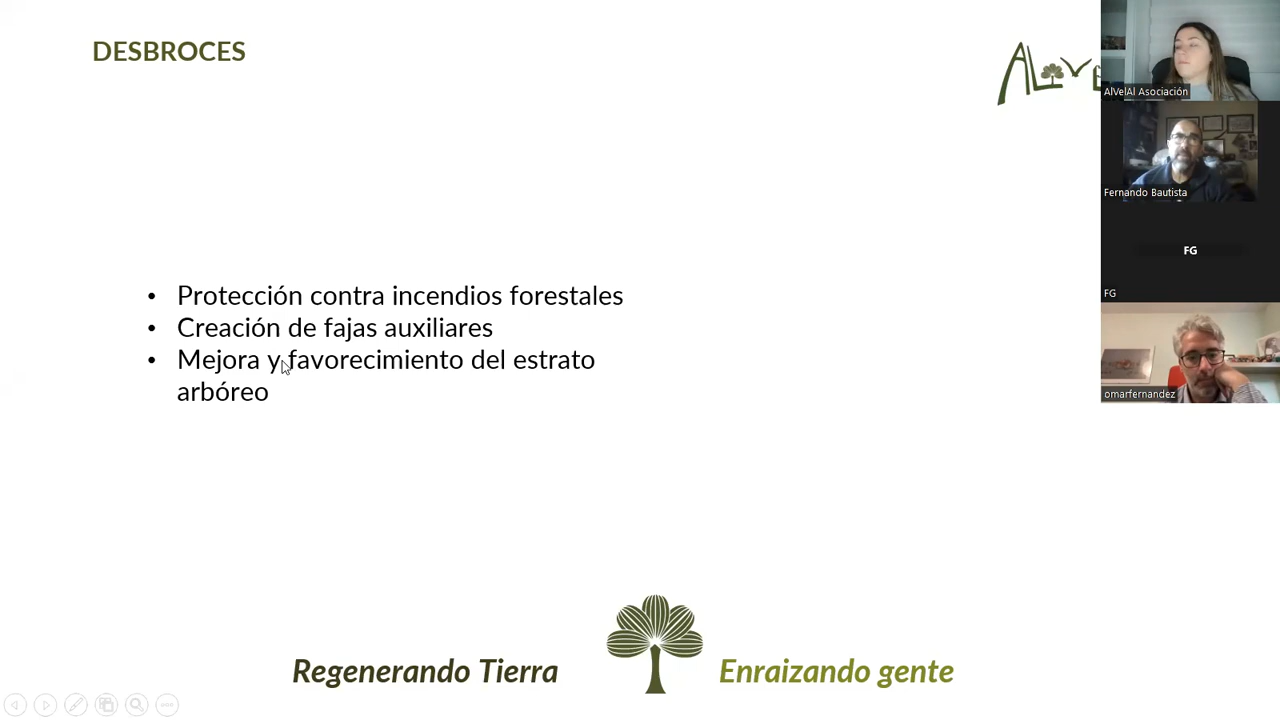 DESBROCES
AlVelAl Asociación
Fernando Bautista
FG
FG
omarfernandez
• Protección contra incendios forestales
• Creación de fajas auxiliares
• Mejora y favorecimiento del estrato
arbóreo
Regenerando Tierra
Enraizando gente